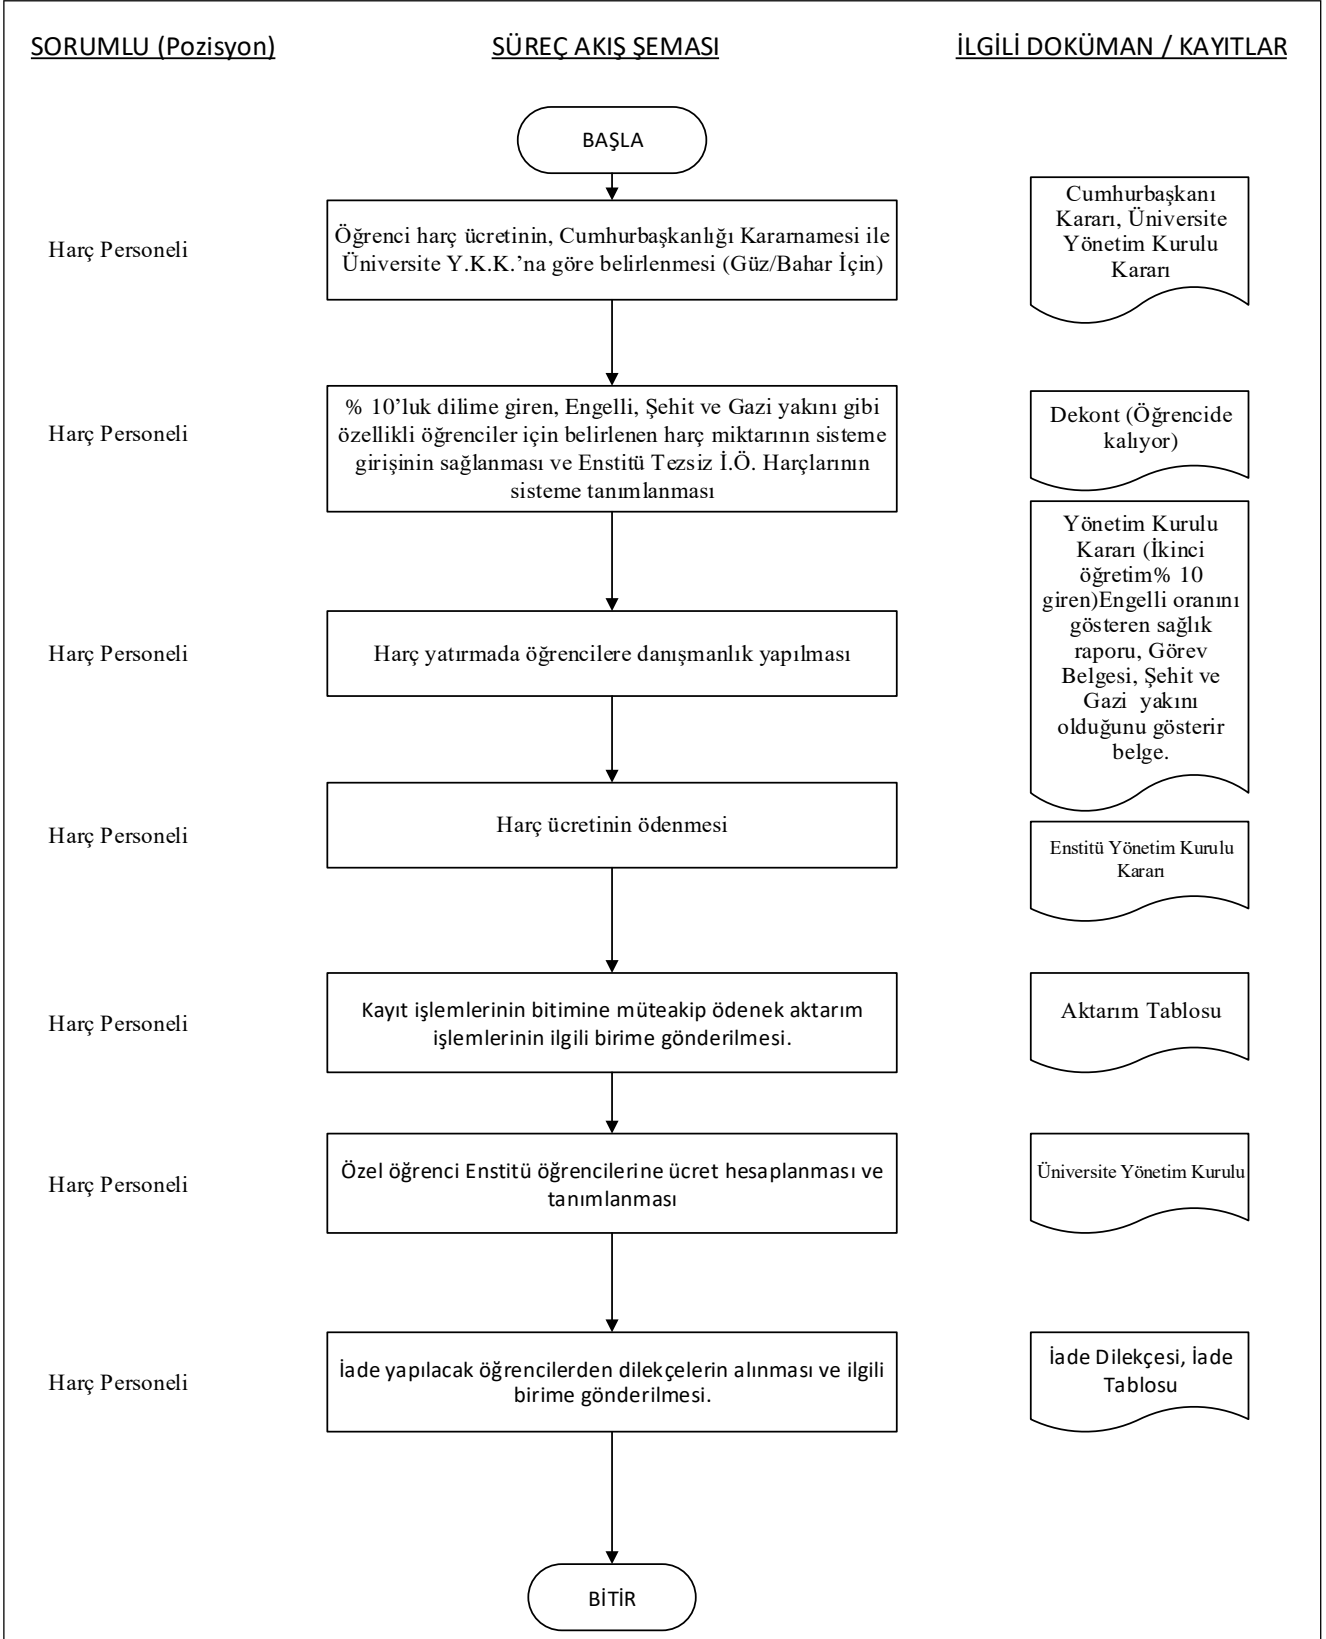 SORUMLU (Pozisyon)
SÜREÇ AKIŞ ŞEMASI
İLGİLİ DOKÜMAN / KAYITLAR
BAŞLA
Harç Personeli
Öğrenci harç ücretinin, Cumhurbaşkanlığı Kararnamesi ile
Üniversite Y.K.K.’na göre belirlenmesi (Güz/Bahar İçin)
Cumhurbaşkanı
Kararı, Üniversite
Yönetim Kurulu
Kararı
Harç Personeli
% 10’luk dilime giren, Engelli, Şehit ve Gazi yakını gibi
özellikli öğrenciler için belirlenen harç miktarının sisteme
girişinin sağlanması ve Enstitü Tezsiz İ.Ö. Harçlarının
sisteme tanımlanması
Dekont (Öğrencide
kalıyor)
Harç Personeli
Harç yatırmada öğrencilere danışmanlık yapılması
Yönetim Kurulu
Kararı (İkinci
öğretim% 10
giren)Engelli oranını
gösteren sağlık
raporu, Görev
Belgesi, Şehit ve
Gazi  yakını
olduğunu gösterir
belge.
Harç Personeli
Harç ücretinin ödenmesi
Enstitü Yönetim Kurulu
Kararı
Harç Personeli
Kayıt işlemlerinin bitimine müteakip ödenek aktarım
işlemlerinin ilgili birime gönderilmesi.
Aktarım Tablosu
Harç Personeli
Özel öğrenci Enstitü öğrencilerine ücret hesaplanması ve
tanımlanması
Üniversite Yönetim Kurulu
Harç Personeli
İade yapılacak öğrencilerden dilekçelerin alınması ve ilgili
birime gönderilmesi.
İade Dilekçesi, İade
Tablosu
BİTİR